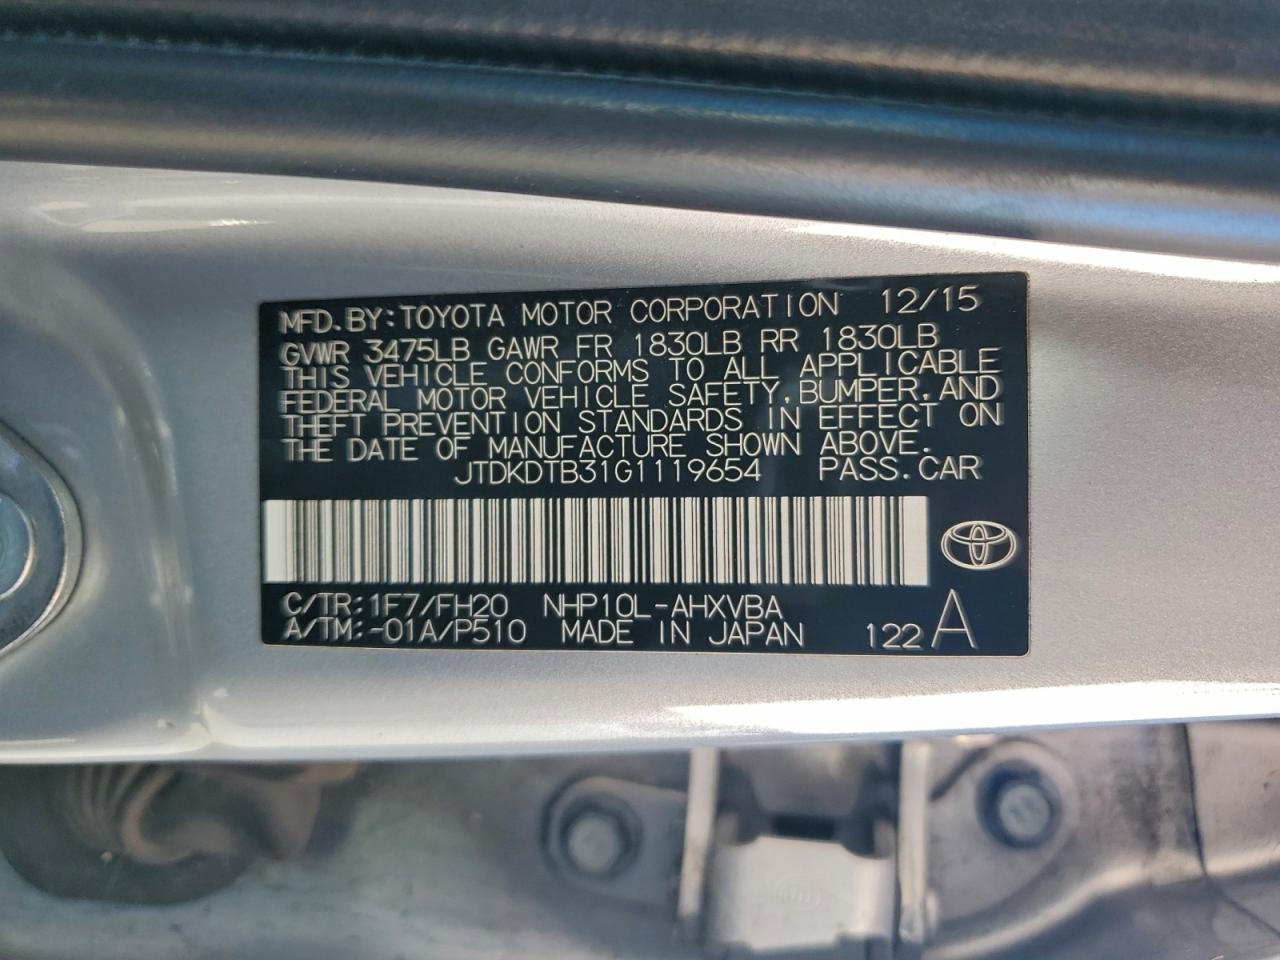 MFD. BY: TOYOTA MOTOR CORPORATION 12/15
GVWR 3475LB GAWR FR 1830LB RR 1830LB
THIS VEHICLE CONFORMS TO ALL APPLICABLE
FEDERAL MOTOR VEHICLE SAFETY, BUMPER, AND
THEFT PREVENTION STANDARDS IN EFFECT ON
THE DATE OF MANUFACTURE SHOWN ABOVE.
JTDKDTB31G1119654 PASS. CAR
C/TR: 1F7/FH20 NHP10L-AHXVBA
A/TM: -01A/P510 MADE IN JAPAN 122 A